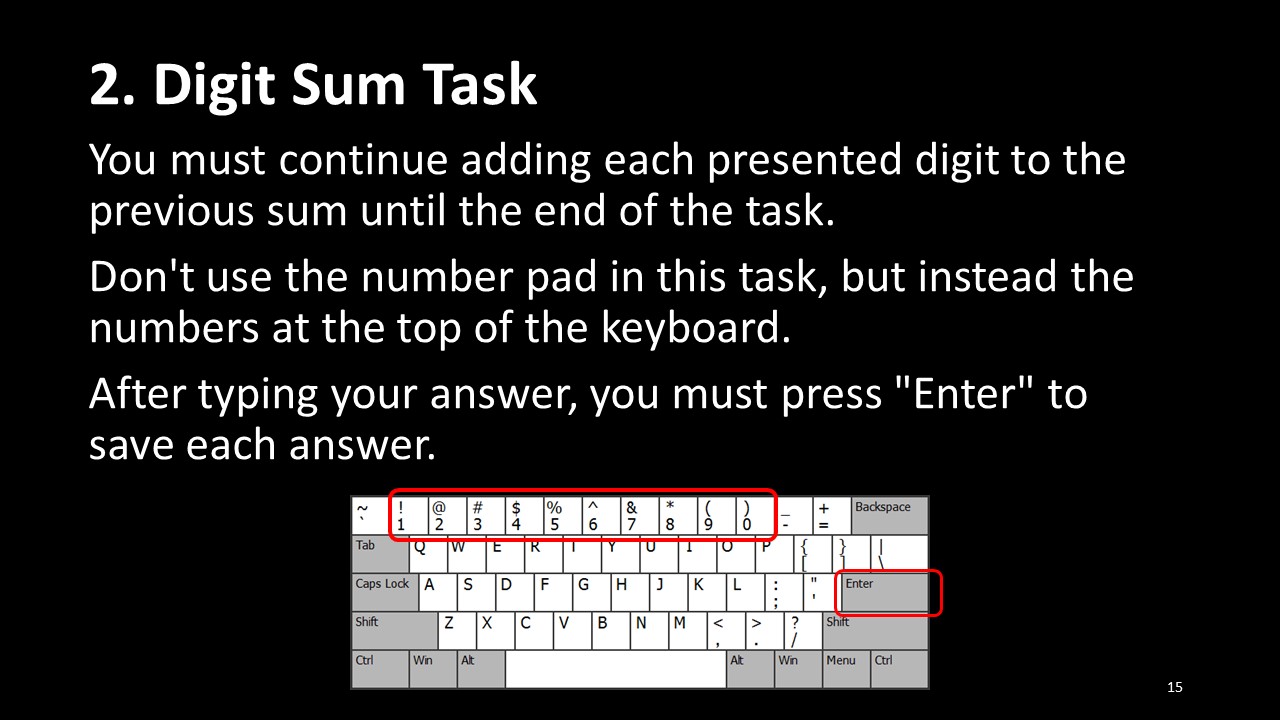 2. Digit Sum Task
You must continue adding each presented digit to the
previous sum until the end of the task.
Don't use the number pad in this task, but instead the
numbers at the top of the keyboard.
After typing your answer, you must press "Enter" to
save each answer.
~ ! @ # $ % ^ & * ( ) _ + Backspace
` 1 2 3 4 5 6 7 8 9 0 - =
Tab Q W E R T Y U I O P { } |
[ ] \
Caps Lock A S D F G H J K L : " Enter
; '
Shift Z X C V B N M < > ? Shift
, . /
Ctrl Win Alt Alt Win Menu Ctrl
15